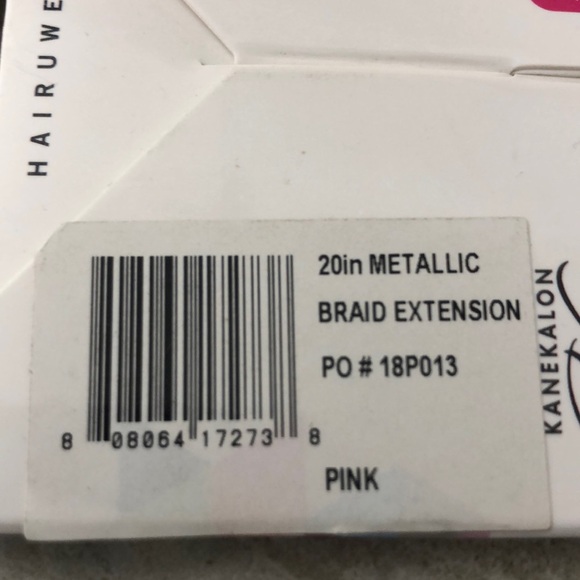 HAIRUWE
20in METALLIC
BRAID EXTENSION
PO # 18P013
PINK
8 08064 17273 8
KANEKALON